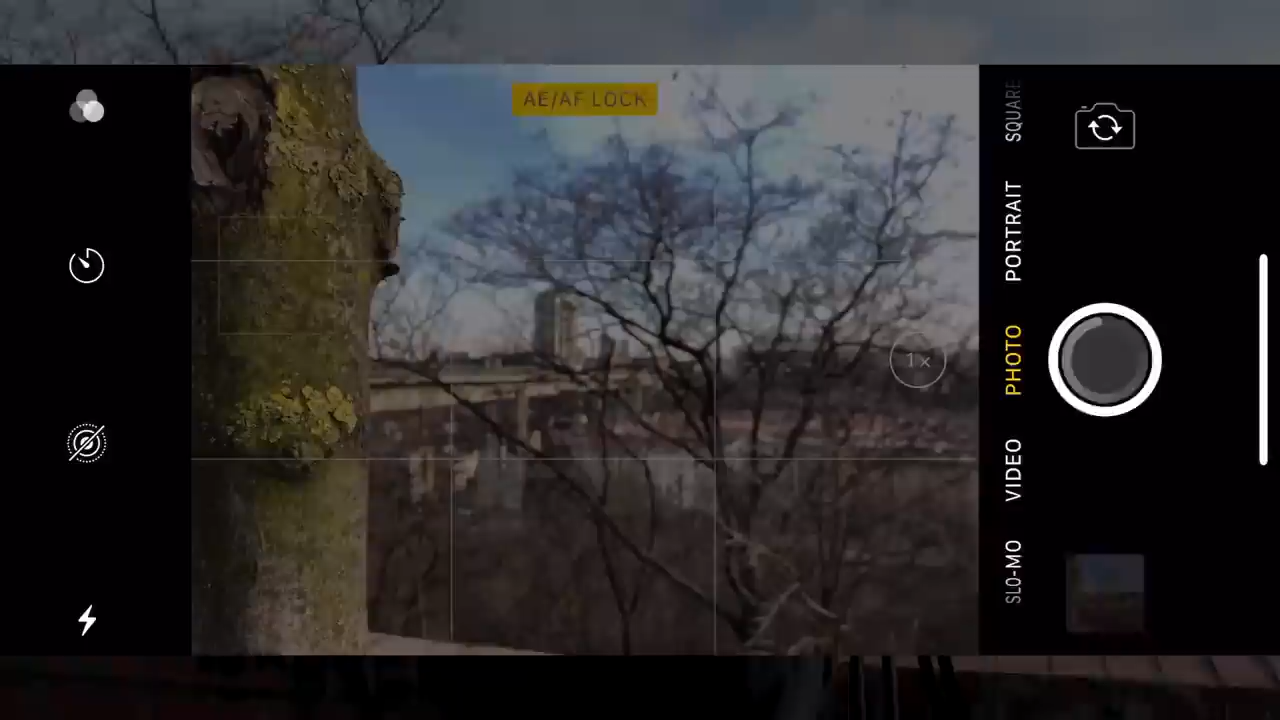 AE/AF LOCK
1×
SQUARE
PORTRAIT
PHOTO
VIDEO
SLO-MO